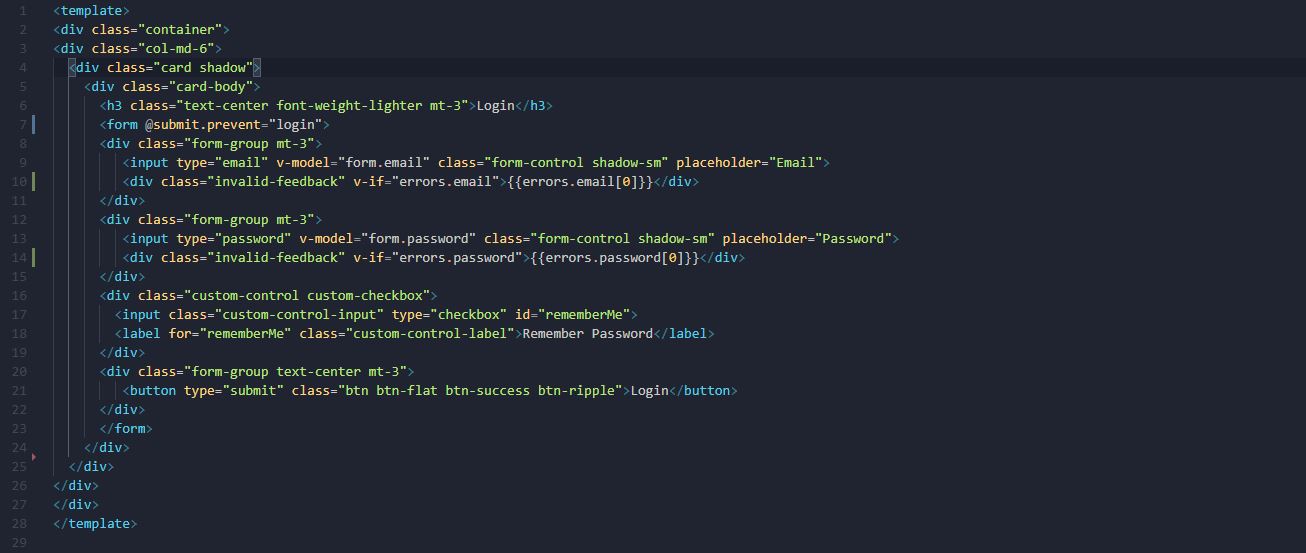 1 <template>
2 <div class="container">
3 <div class="col-md-6">
4 <div class="card shadow">
5 <div class="card-body">
6 <h3 class="text-center font-weight-lighter mt-3">Login</h3>
7 <form @submit.prevent="login">
8 <div class="form-group mt-3">
9 <input type="email" v-model="form.email" class="form-control shadow-sm" placeholder="Email">
10 <div class="invalid-feedback" v-if="errors.email">{{errors.email[0]}}</div>
11 </div>
12 <div class="form-group mt-3">
13 <input type="password" v-model="form.password" class="form-control shadow-sm" placeholder="Password">
14 <div class="invalid-feedback" v-if="errors.password">{{errors.password[0]}}</div>
15 </div>
16 <div class="custom-control custom-checkbox">
17 <input class="custom-control-input" type="checkbox" id="rememberMe">
18 <label for="rememberMe" class="custom-control-label">Remember Password</label>
19 </div>
20 <div class="form-group text-center mt-3">
21 <button type="submit" class="btn btn-flat btn-success btn-ripple">Login</button>
22 </div>
23 </form>
24 </div>
25 </div>
26 </div>
27 </div>
28 </template>
29